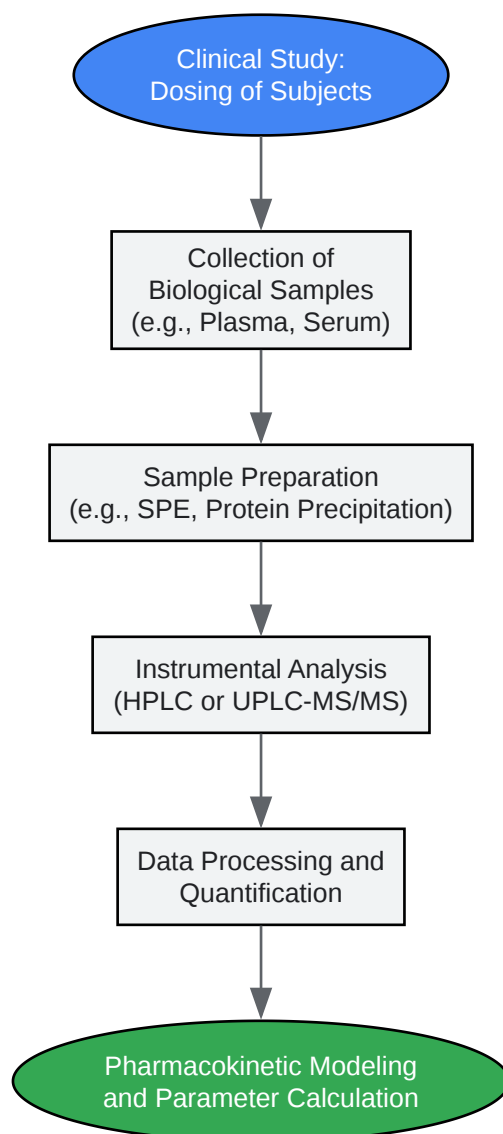 Clinical Study:
Dosing of Subjects
Collection of
Biological Samples
(e.g., Plasma, Serum)
Sample Preparation
(e.g., SPE, Protein Precipitation)
Instrumental Analysis
(HPLC or UPLC-MS/MS)
Data Processing and
Quantification
Pharmacokinetic Modeling
and Parameter Calculation